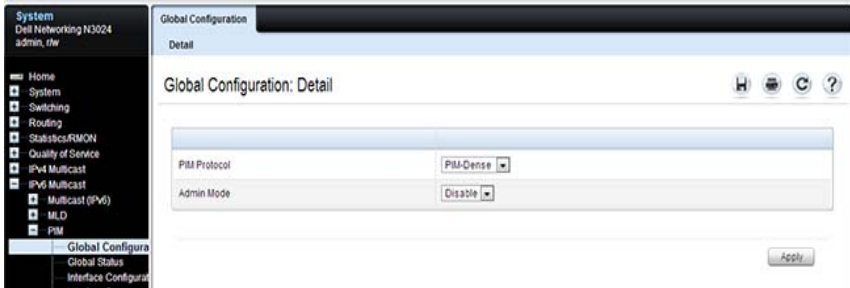 System
Dell Networking N3024
admin, r/w
Home
System
Switching
Routing
Statistics/RMON
Quality of Service
IPv4 Multicast
IPv6 Multicast
Multicast (IPv6)
MLD
PIM
Global Configura
Global Status
Interface Configurat
Global Configuration
Detail
Global Configuration: Detail
H C ?
PIM Protocol PIM-Dense
Admin Mode Disable
Apply